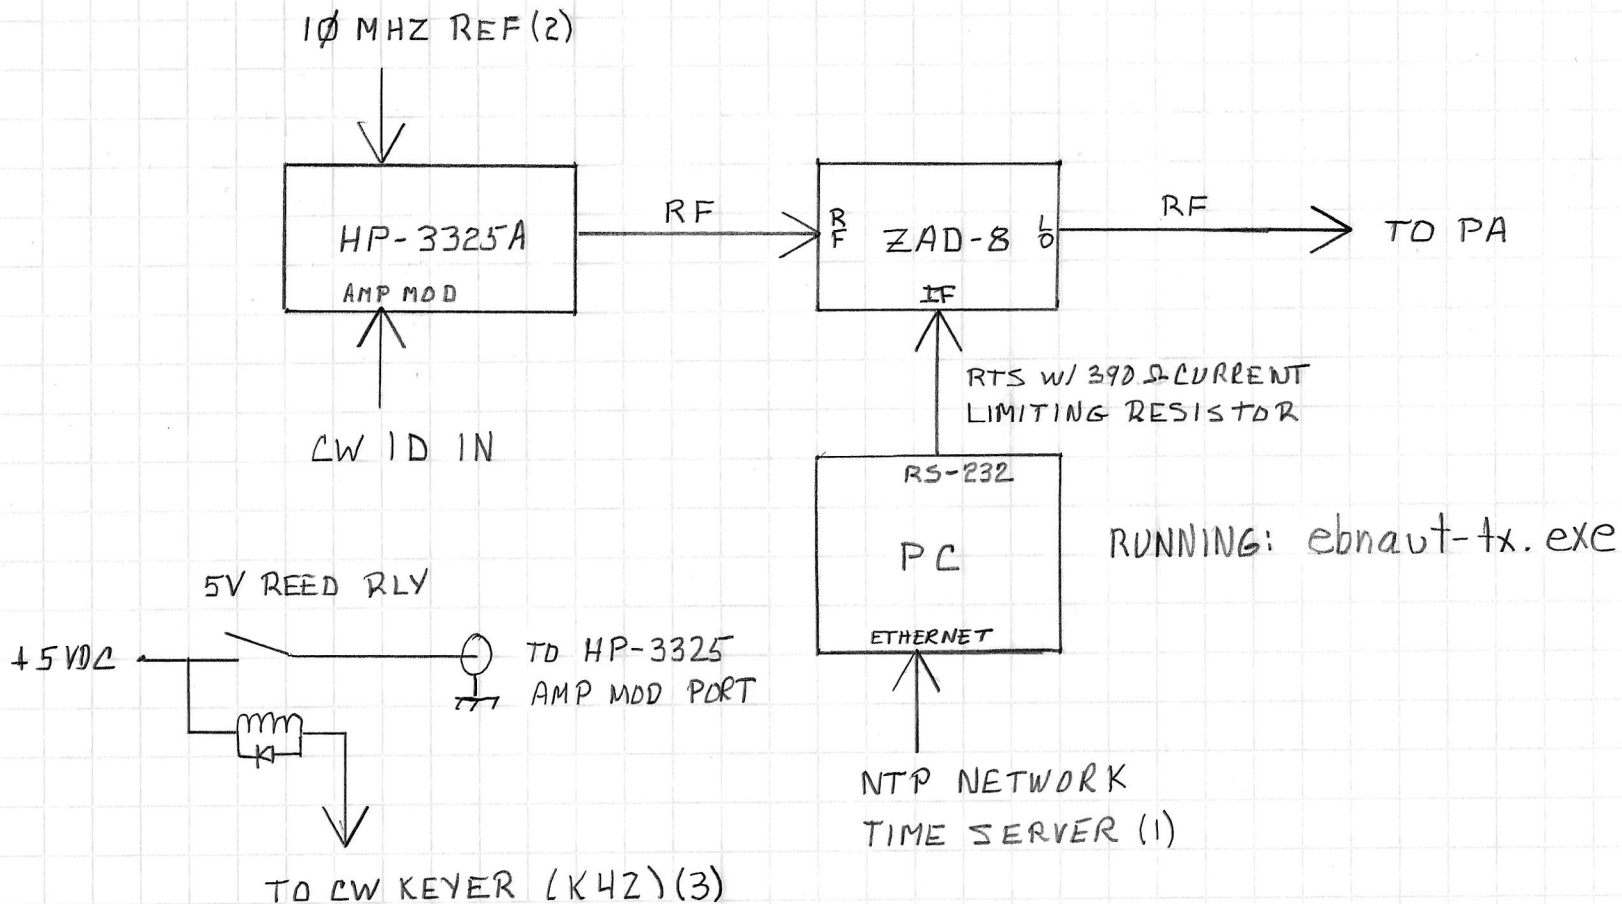 10 MHZ REF (2)
HP-3325A
AMP MOD
CW ID IN
RF
RF
ZAD-8
LO
IF
RF
TO PA
RTS W/ 390 Ω CURRENT
LIMITING RESISTOR
RS-232
PC
ETHERNET
RUNNING: ebnaut-tx.exe
NTP NETWORK
TIME SERVER (1)
5V REED RLY
+5 VDC
TO HP-3325
AMP MOD PORT
TO CW KEYER (K42) (3)